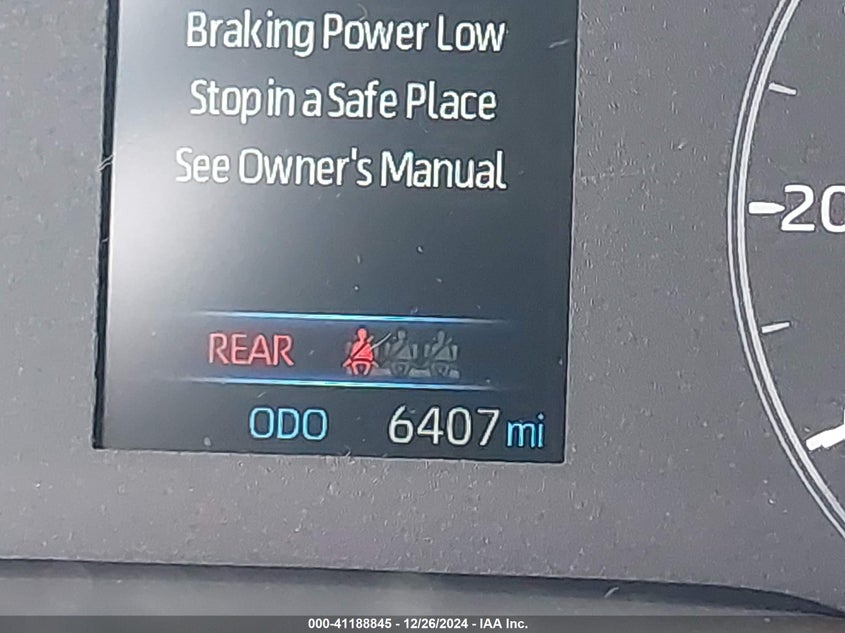 Braking Power Low
Stop in a Safe Place
See Owner's Manual
20
REAR
ODO 6407 mi
000-41188845 - 12/26/2024 - IAA Inc.